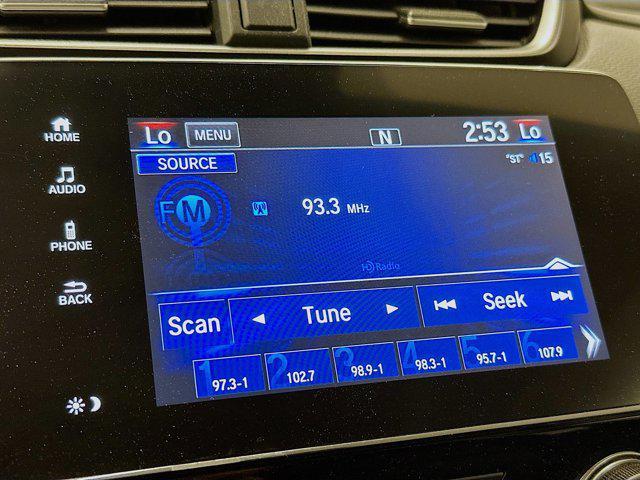 Lo MENU N 2:53 Lo
HOME
SOURCE "ST" 15
AUDIO
FM 93.3 MHz
PHONE
HD Radio
BACK
Scan Tune Seek
1 97.3-1 2 102.7 3 98.9-1 4 98.3-1 5 95.7-1 6 107.9